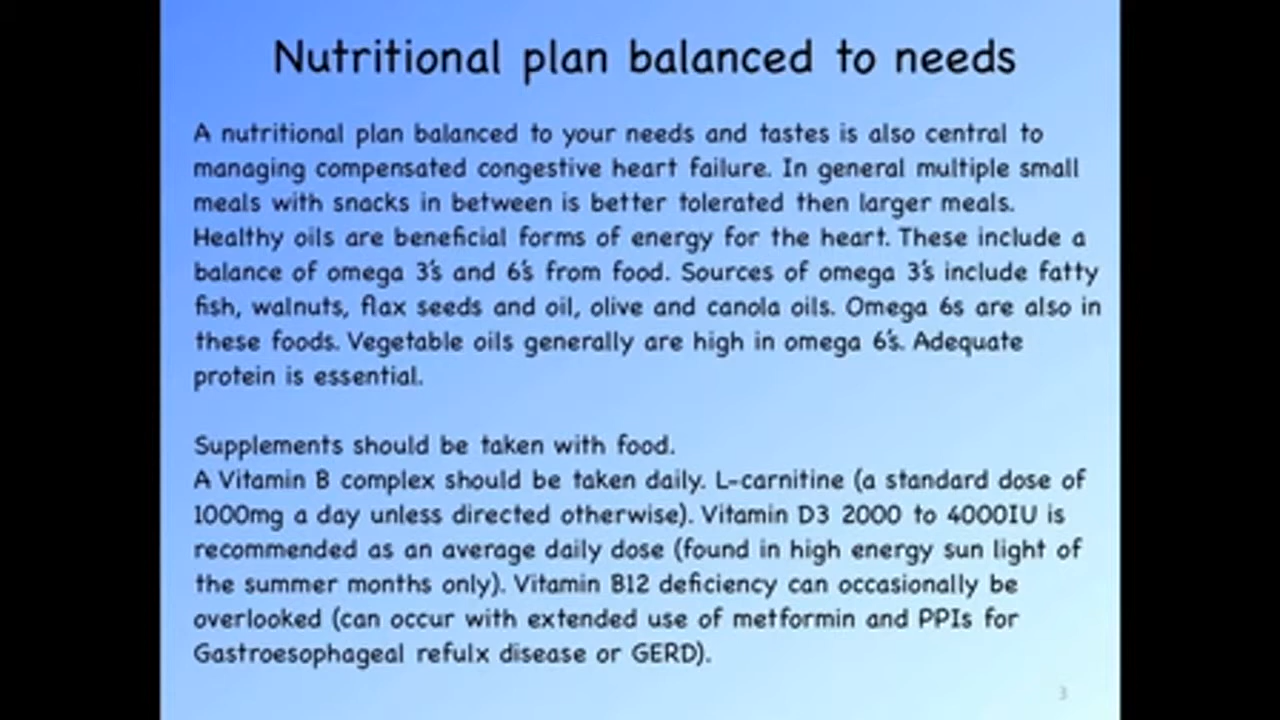 Nutritional plan balanced to needs
A nutritional plan balanced to your needs and tastes is also central to
managing compensated congestive heart failure. In general multiple small
meals with snacks in between is better tolerated then larger meals.
Healthy oils are beneficial forms of energy for the heart. These include a
balance of omega 3's and 6's from food. Sources of omega 3's include fatty
fish, walnuts, flax seeds and oil, olive and canola oils. Omega 6s are also in
these foods. Vegetable oils generally are high in omega 6's. Adequate
protein is essential.
Supplements should be taken with food.
A Vitamin B complex should be taken daily. L-carnitine (a standard dose of
1000mg a day unless directed otherwise). Vitamin D3 2000 to 4000IU is
recommended as an average daily dose (found in high energy sun light of
the summer months only). Vitamin B12 deficiency can occasionally be
overlooked (can occur with extended use of metformin and PPIs for
Gastroesophageal refulx disease or GERD).
3